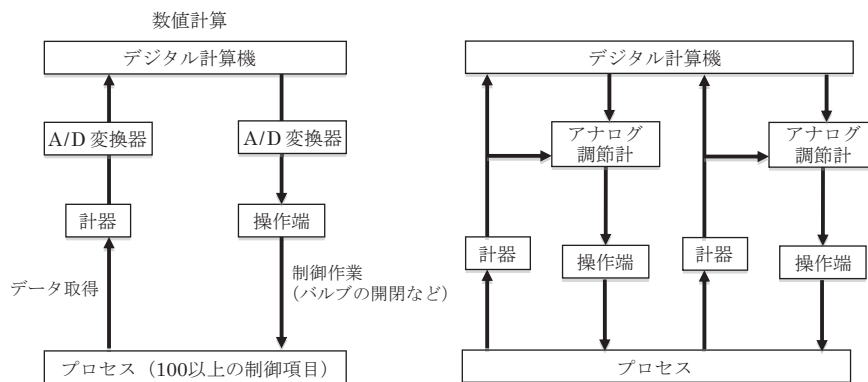 数値計算
デジタル計算機
A/D 変換器
A/D 変換器
計器
操作端
データ取得
制御作業
（バルブの開閉など）
プロセス（100以上の制御項目）
デジタル計算機
アナログ
調節計
アナログ
調節計
計器
操作端
計器
操作端
プロセス